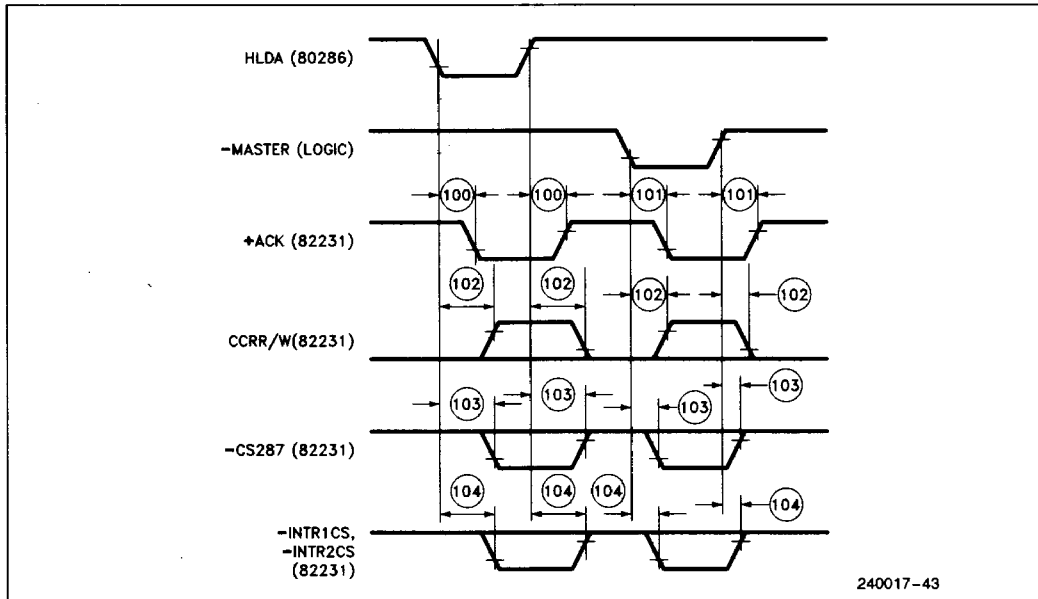 HLDA (80286)
-MASTER (LOGIC)
100 100 101 101
+ACK (82231)
102 102 102 102
CCRR/W(82231)
103 103 103 103
-CS287 (82231)
104 104 104 104
-INTR1CS,
-INTR2CS
(82231)
240017-43